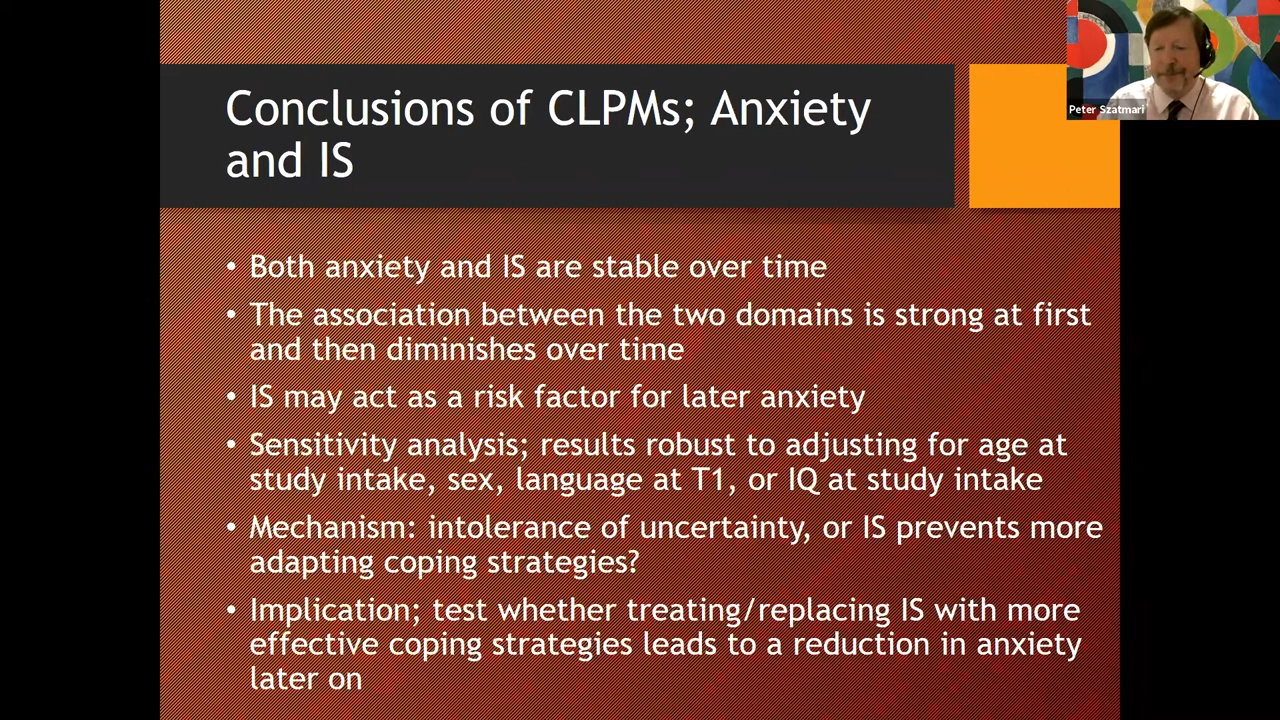 Conclusions of CLPMs; Anxiety
and IS
Peter Szatmari
• Both anxiety and IS are stable over time
• The association between the two domains is strong at first
and then diminishes over time
• IS may act as a risk factor for later anxiety
• Sensitivity analysis; results robust to adjusting for age at
study intake, sex, language at T1, or IQ at study intake
• Mechanism: intolerance of uncertainty, or IS prevents more
adapting coping strategies?
• Implication; test whether treating/replacing IS with more
effective coping strategies leads to a reduction in anxiety
later on